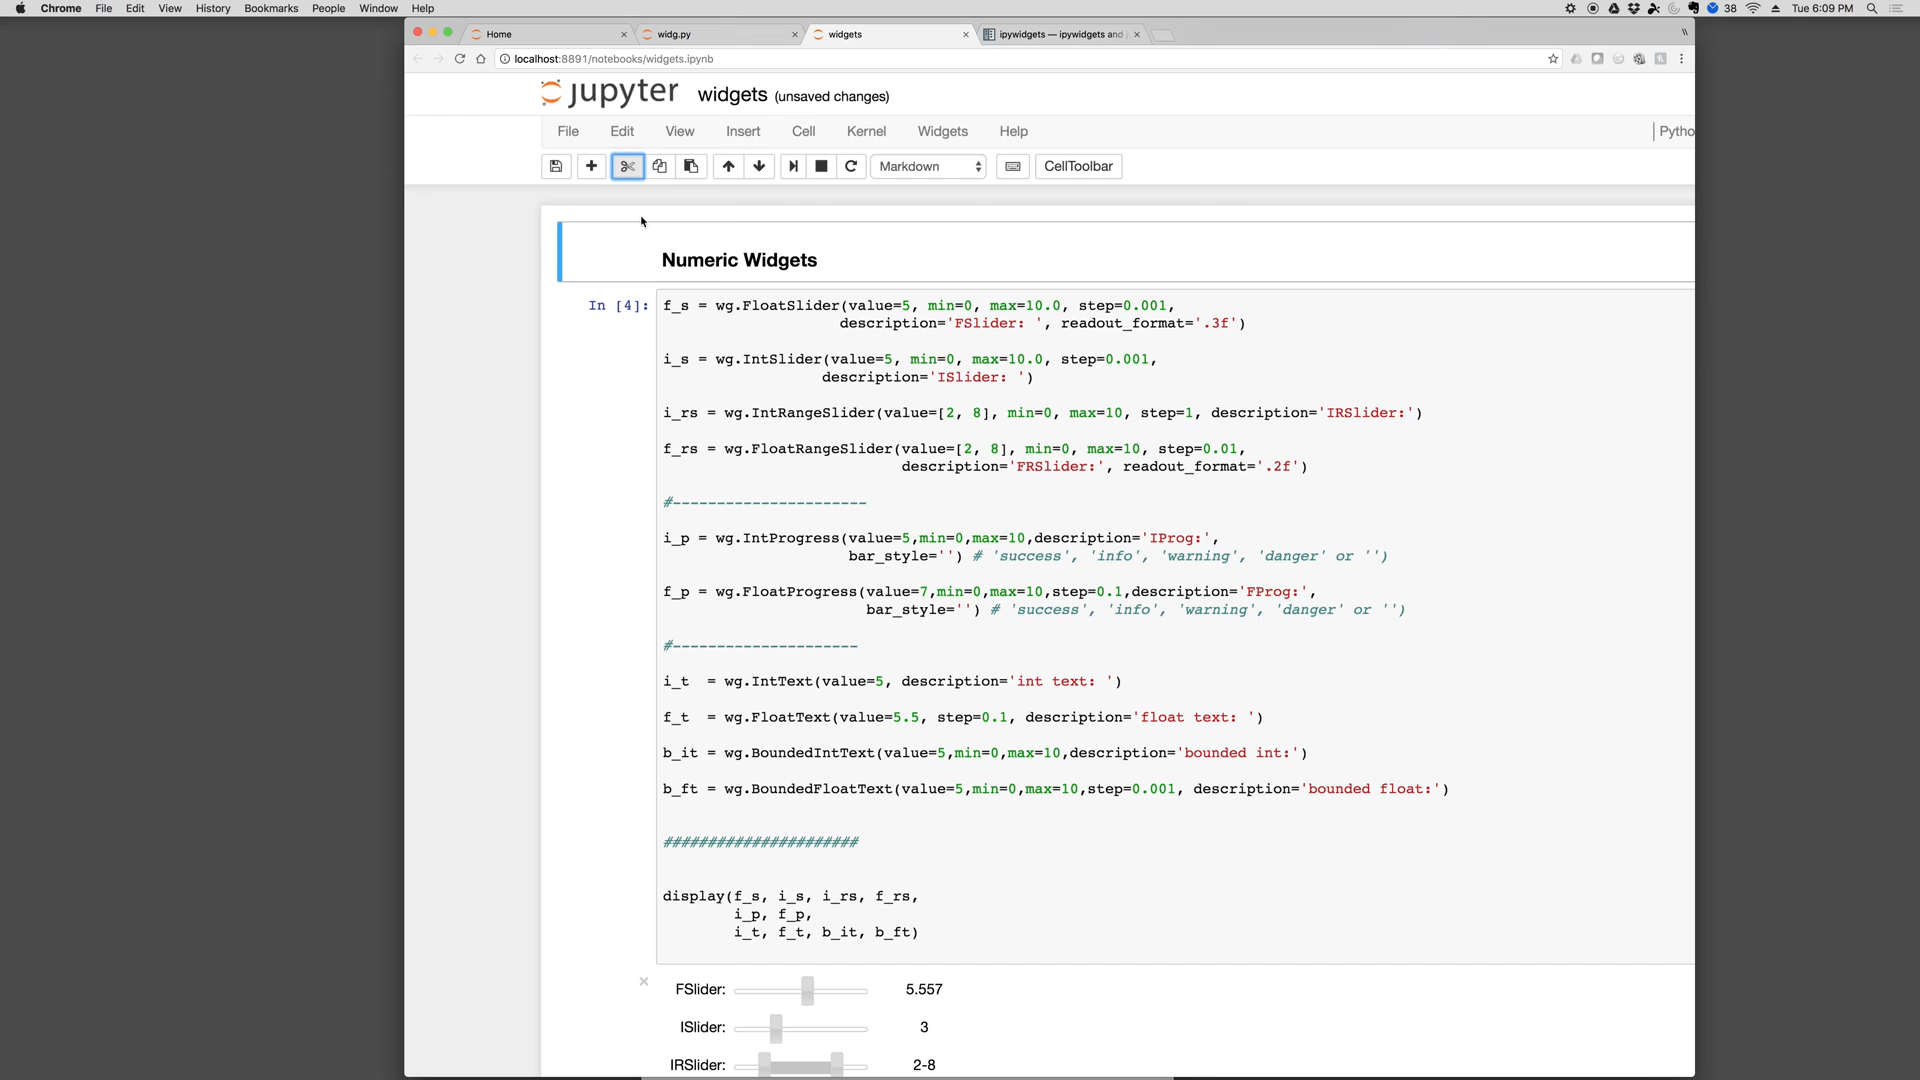 Chrome File Edit View History Bookmarks People Window Help 38 Tue 6:09 PM
Home widg.py widgets ipywidgets — ipywidgets and j
localhost:8891/notebooks/widgets.ipynb
jupyter widgets (unsaved changes)
File Edit View Insert Cell Kernel Widgets Help Pytho
Markdown CellToolbar
Numeric Widgets
In [4]: f_s = wg.FloatSlider(value=5, min=0, max=10.0, step=0.001,
description='FSlider: ', readout_format='.3f')
i_s = wg.IntSlider(value=5, min=0, max=10.0, step=0.001,
description='ISlider: ')
i_rs = wg.IntRangeSlider(value=[2, 8], min=0, max=10, step=1, description='IRSlider:')
f_rs = wg.FloatRangeSlider(value=[2, 8], min=0, max=10, step=0.01,
description='FRSlider:', readout_format='.2f')
#----------------------
i_p = wg.IntProgress(value=5,min=0,max=10,description='IProg:',
bar_style='') # 'success', 'info', 'warning', 'danger' or '')
f_p = wg.FloatProgress(value=7,min=0,max=10,step=0.1,description='FProg:',
bar_style='') # 'success', 'info', 'warning', 'danger' or '')
#---------------------
i_t = wg.IntText(value=5, description='int text: ')
f_t = wg.FloatText(value=5.5, step=0.1, description='float text: ')
b_it = wg.BoundedIntText(value=5,min=0,max=10,description='bounded int:')
b_ft = wg.BoundedFloatText(value=5,min=0,max=10,step=0.001, description='bounded float:')
######################
display(f_s, i_s, i_rs, f_rs,
i_p, f_p,
i_t, f_t, b_it, b_ft)
FSlider: 5.557
ISlider: 3
IRSlider: 2-8